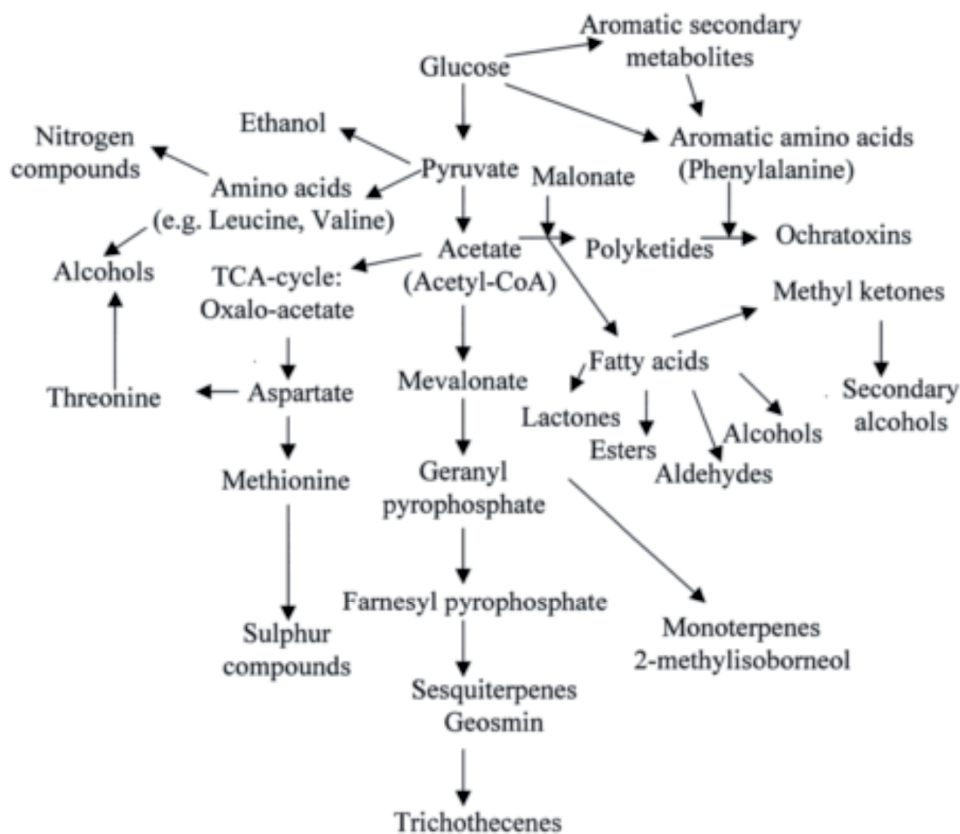 Aromatic secondary
metabolites
Glucose
Ethanol
Nitrogen
compounds
Aromatic amino acids
(Phenylalanine)
Pyruvate
Malonate
Amino acids
(e.g. Leucine, Valine)
Alcohols
TCA-cycle:
Oxalo-acetate
Acetate
(Acetyl-CoA)
Polyketides
Ochratoxins
Methyl ketones
Fatty acids
Threonine
Aspartate
Mevalonate
Secondary
alcohols
Lactones
Esters
Alcohols
Aldehydes
Methionine
Geranyl
pyrophosphate
Farnesyl pyrophosphate
Sulphur
compounds
Monoterpenes
2-methylisoborneol
Sesquiterpenes
Geosmin
Trichothecenes